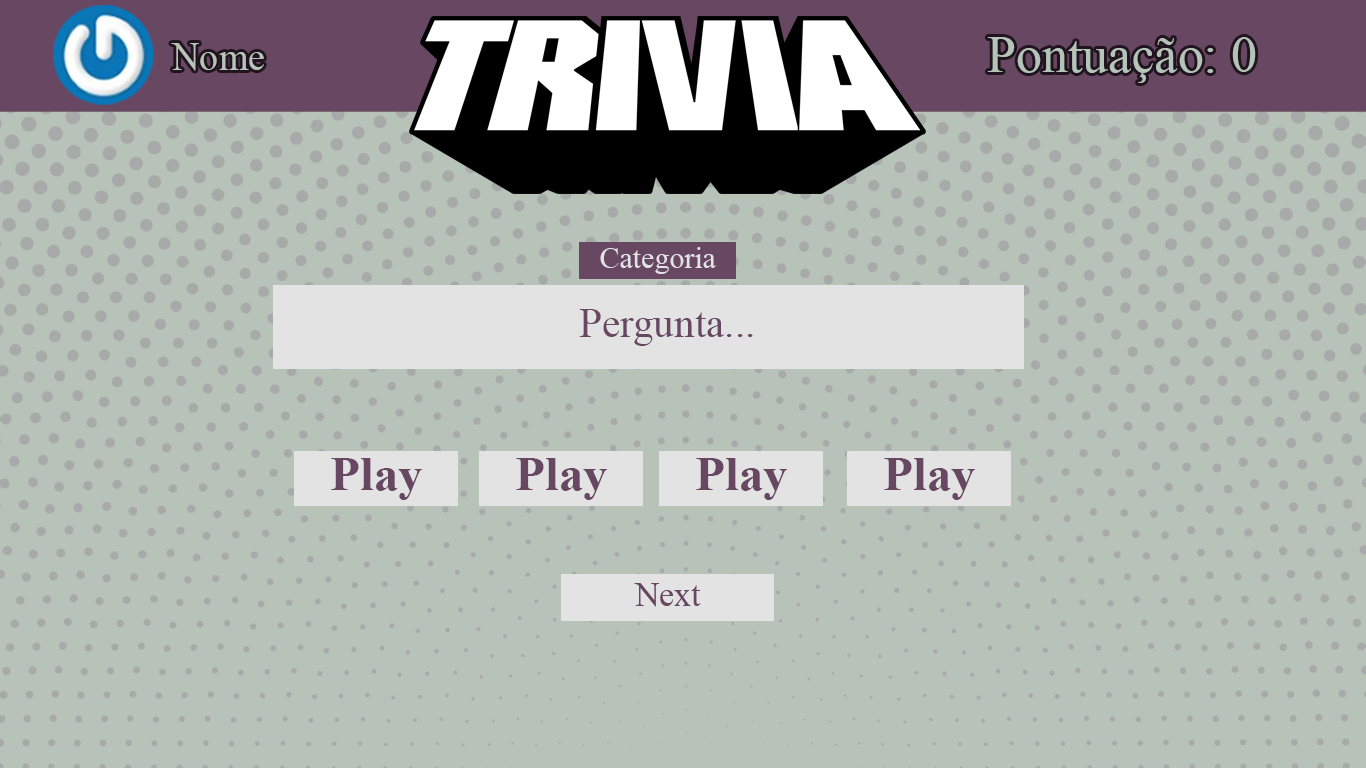 Nome
TRIVIA
Pontuação: 0
Categoria
Pergunta...
Play
Play
Play
Play
Next